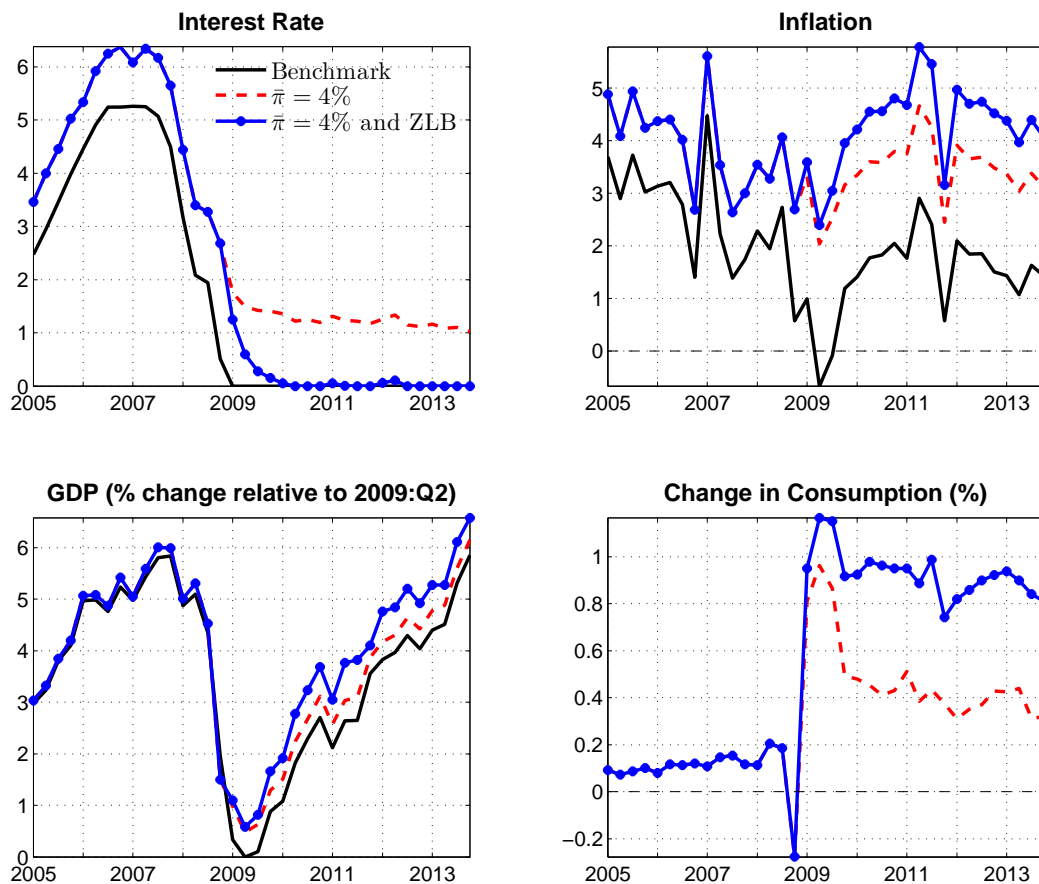 Interest Rate
6
5
4
3
2
1
0
2005 2007 2009 2011 2013
Benchmark
π̄ = 4%
π̄ = 4% and ZLB
Inflation
5
4
3
2
1
0
2005 2007 2009 2011 2013
GDP (% change relative to 2009:Q2)
6
5
4
3
2
1
0
2005 2007 2009 2011 2013
Change in Consumption (%)
1
0.8
0.6
0.4
0.2
0
−0.2
2005 2007 2009 2011 2013